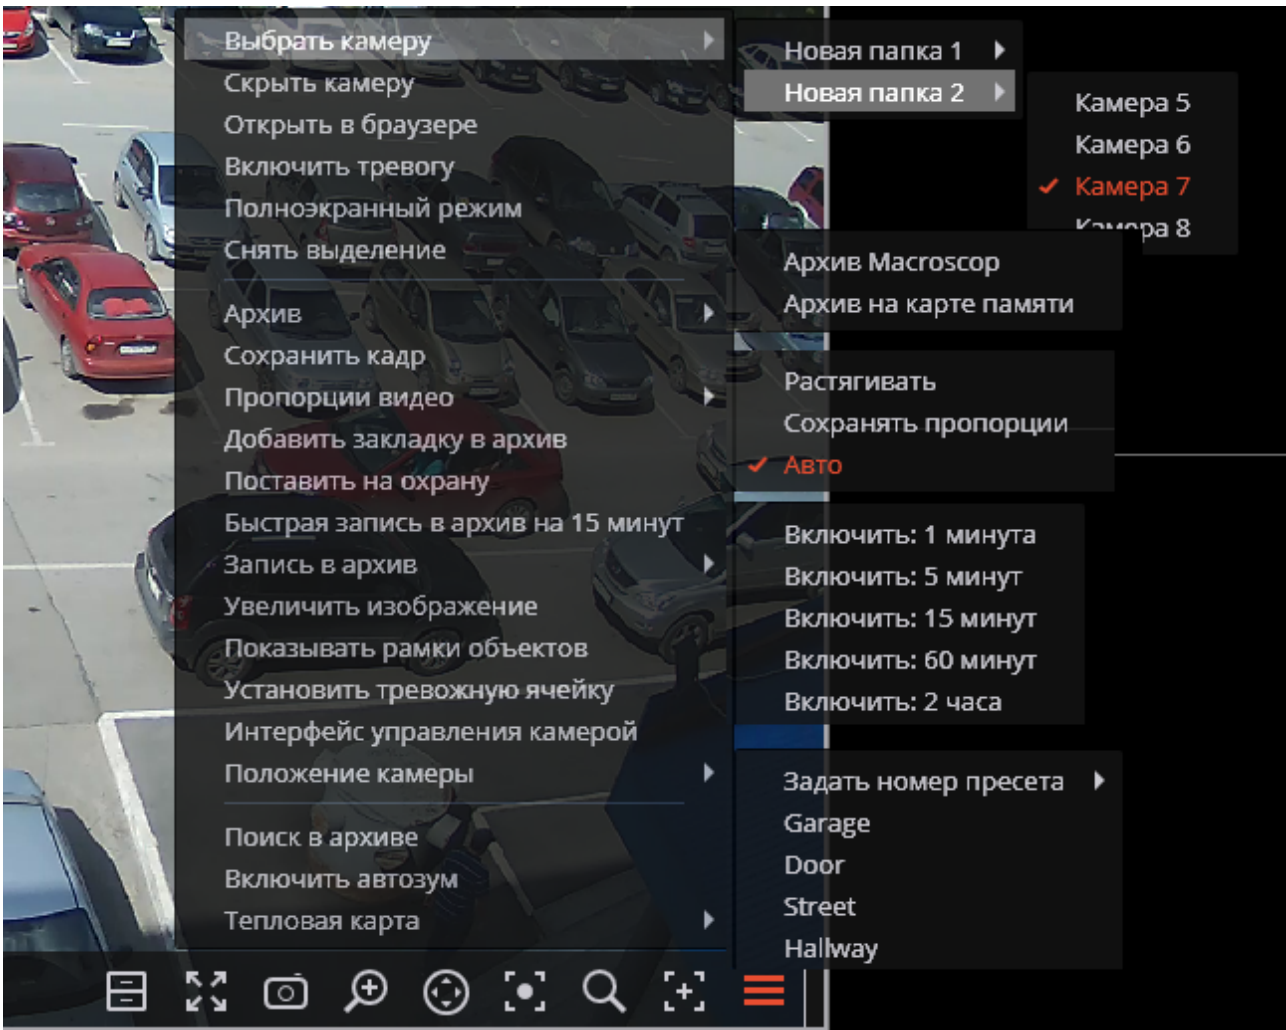 Выбрать камеру
Скрыть камеру
Открыть в браузере
Включить тревогу
Полноэкранный режим
Снять выделение
Архив
Сохранить кадр
Пропорции видео
Добавить закладку в архив
Поставить на охрану
Быстрая запись в архив на 15 минут
Запись в архив
Увеличить изображение
Показывать рамки объектов
Установить тревожную ячейку
Интерфейс управления камерой
Положение камеры
Поиск в архиве
Включить автозум
Тепловая карта
Новая папка 1
Новая папка 2
Камера 5
Камера 6
Камера 7
Камера 8
Архив Macroscop
Архив на карте памяти
Растягивать
Сохранять пропорции
Авто
Включить: 1 минута
Включить: 5 минут
Включить: 15 минут
Включить: 60 минут
Включить: 2 часа
Задать номер пресета
Garage
Door
Street
Hallway